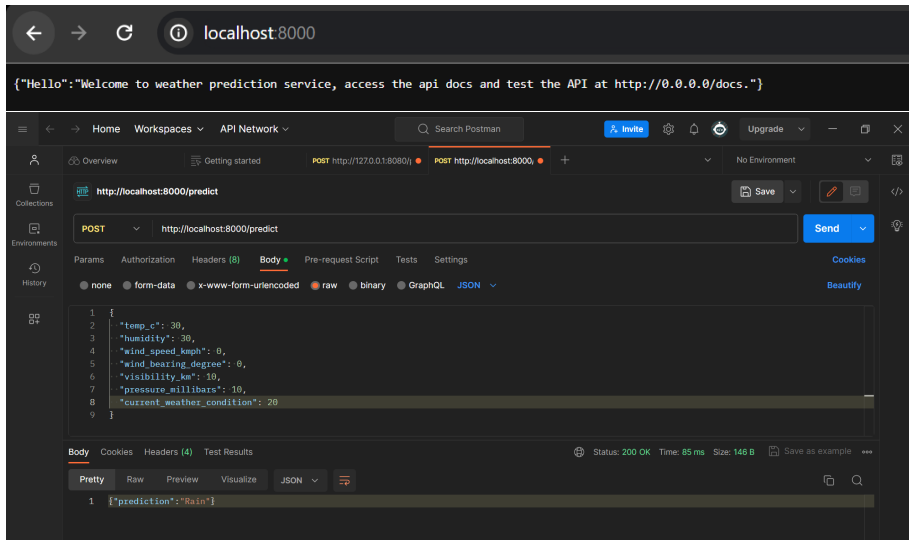 localhost:8000
{"Hello":"Welcome to weather prediction service, access the api docs and test the API at http://0.0.0.0/docs."}
Home Workspaces API Network Search Postman Invite Upgrade
Overview Getting started POST http://127.0.0.1:8080/ POST http://localhost:8000/ No Environment
HTTP http://localhost:8000/predict Save
Collections
POST http://localhost:8000/predict Send
Environments
Params Authorization Headers (8) Body Pre-request Script Tests Settings Cookies
History
none form-data x-www-form-urlencoded raw binary GraphQL JSON Beautify
1 {
2 "temp_c": 30,
3 "humidity": 30,
4 "wind_speed_kmph": 0,
5 "wind_bearing_degree": 0,
6 "visibility_km": 10,
7 "pressure_millibars": 10,
8 "current_weather_condition": 20
9 }
Body Cookies Headers (4) Test Results Status: 200 OK Time: 85 ms Size: 146 B Save as example
Pretty Raw Preview Visualize JSON
1 {"prediction":"Rain"}